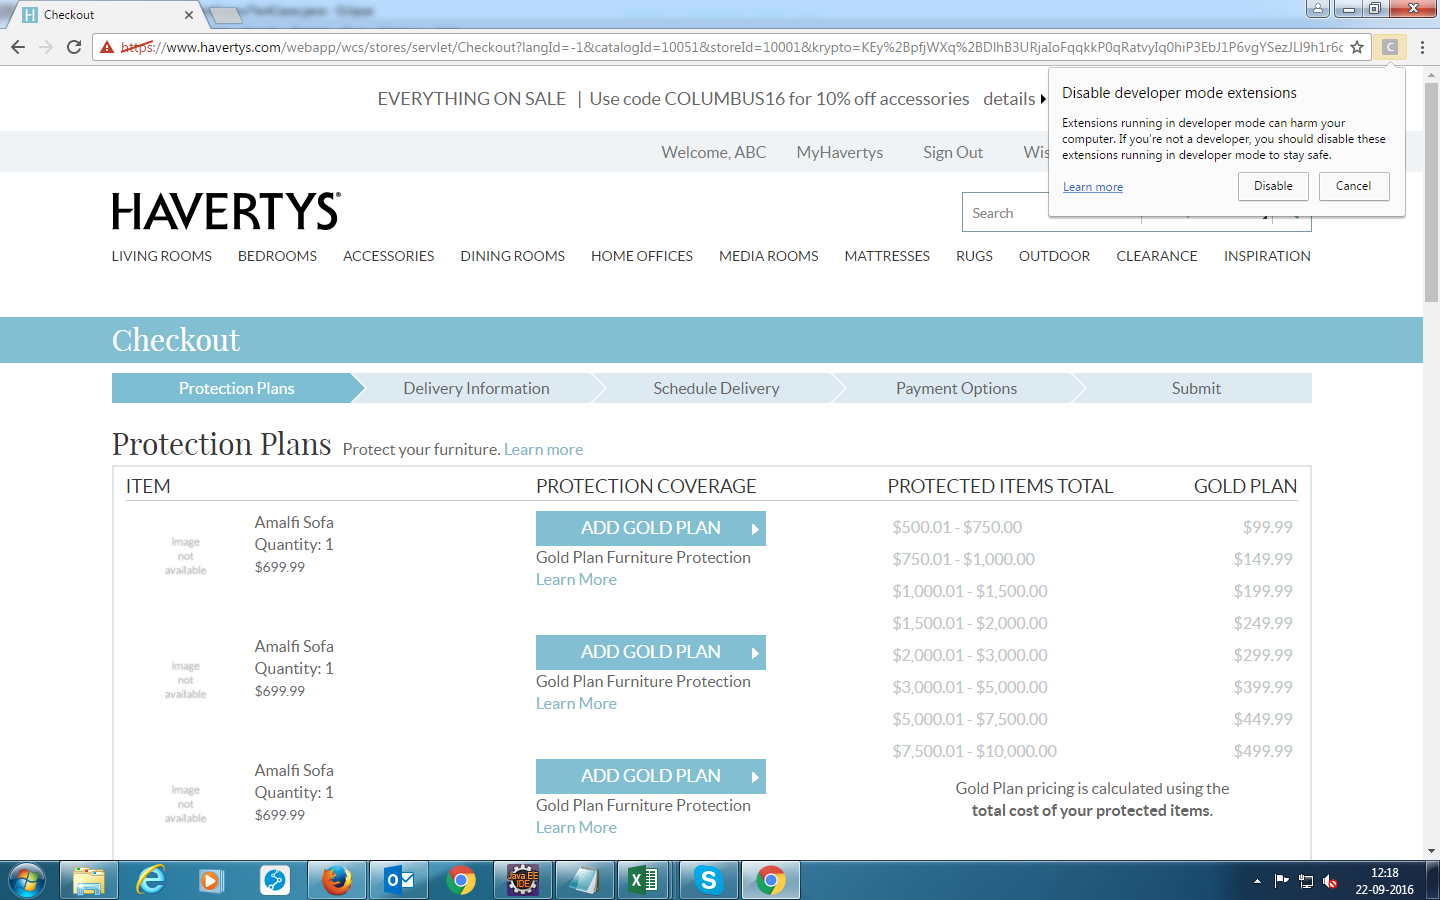 Checkout
https://www.havertys.com/webapp/wcs/stores/servlet/Checkout?langId=-1&catalogId=10051&storeId=10001&krypto=KEy%2BpfjWXq%2BDlhB3URjaIoFqqkkP0qRatvyIq0hiP3EbJ1P6vgYSezJLl9h1r6c
C
EVERYTHING ON SALE | Use code COLUMBUS16 for 10% off accessories details
Disable developer mode extensions
Extensions running in developer mode can harm your
computer. If you're not a developer, you should disable these
extensions running in developer mode to stay safe.
Learn more Disable Cancel
Welcome, ABC MyHavertys Sign Out Wis
HAVERTYS®
Search
LIVING ROOMS BEDROOMS ACCESSORIES DINING ROOMS HOME OFFICES MEDIA ROOMS MATTRESSES RUGS OUTDOOR CLEARANCE INSPIRATION
Checkout
Protection Plans Delivery Information Schedule Delivery Payment Options Submit
Protection Plans Protect your furniture. Learn more
ITEM PROTECTION COVERAGE PROTECTED ITEMS TOTAL GOLD PLAN
image
not
available
Amalfi Sofa
Quantity: 1
$699.99
ADD GOLD PLAN
Gold Plan Furniture Protection
Learn More
image
not
available
Amalfi Sofa
Quantity: 1
$699.99
ADD GOLD PLAN
Gold Plan Furniture Protection
Learn More
image
not
available
Amalfi Sofa
Quantity: 1
$699.99
ADD GOLD PLAN
Gold Plan Furniture Protection
Learn More
$500.01 - $750.00 $99.99
$750.01 - $1,000.00 $149.99
$1,000.01 - $1,500.00 $199.99
$1,500.01 - $2,000.00 $249.99
$2,000.01 - $3,000.00 $299.99
$3,000.01 - $5,000.00 $399.99
$5,000.01 - $7,500.00 $449.99
$7,500.01 - $10,000.00 $499.99
Gold Plan pricing is calculated using the
total cost of your protected items.
Java EE
IDE
12:18
22-09-2016